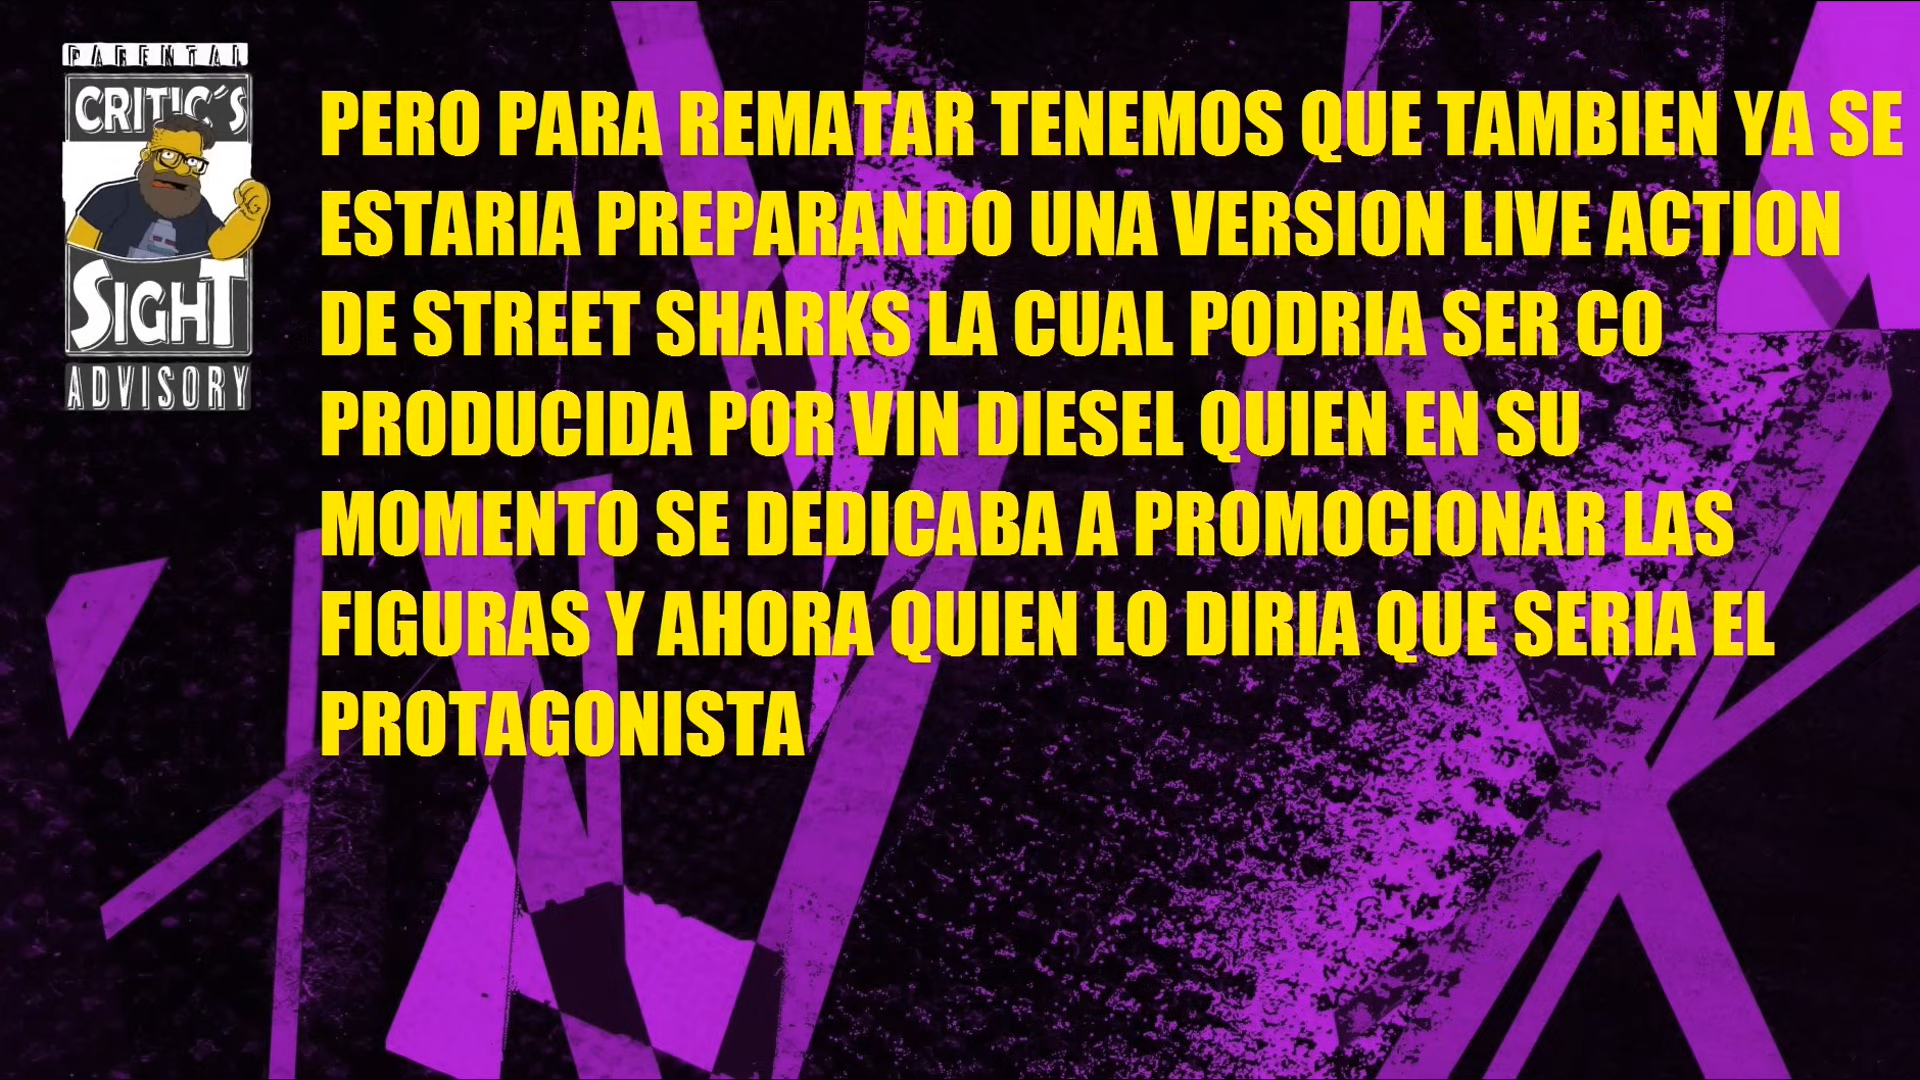 PARENTAL
CRITIC'S
SIGHT
ADVISORY
PERO PARA REMATAR TENEMOS QUE TAMBIEN YA SE
ESTARIA PREPARANDO UNA VERSION LIVE ACTION
DE STREET SHARKS LA CUAL PODRIA SER CO
PRODUCIDA POR VIN DIESEL QUIEN EN SU
MOMENTO SE DEDICABA A PROMOCIONAR LAS
FIGURAS Y AHORA QUIEN LO DIRIA QUE SERIA EL
PROTAGONISTA